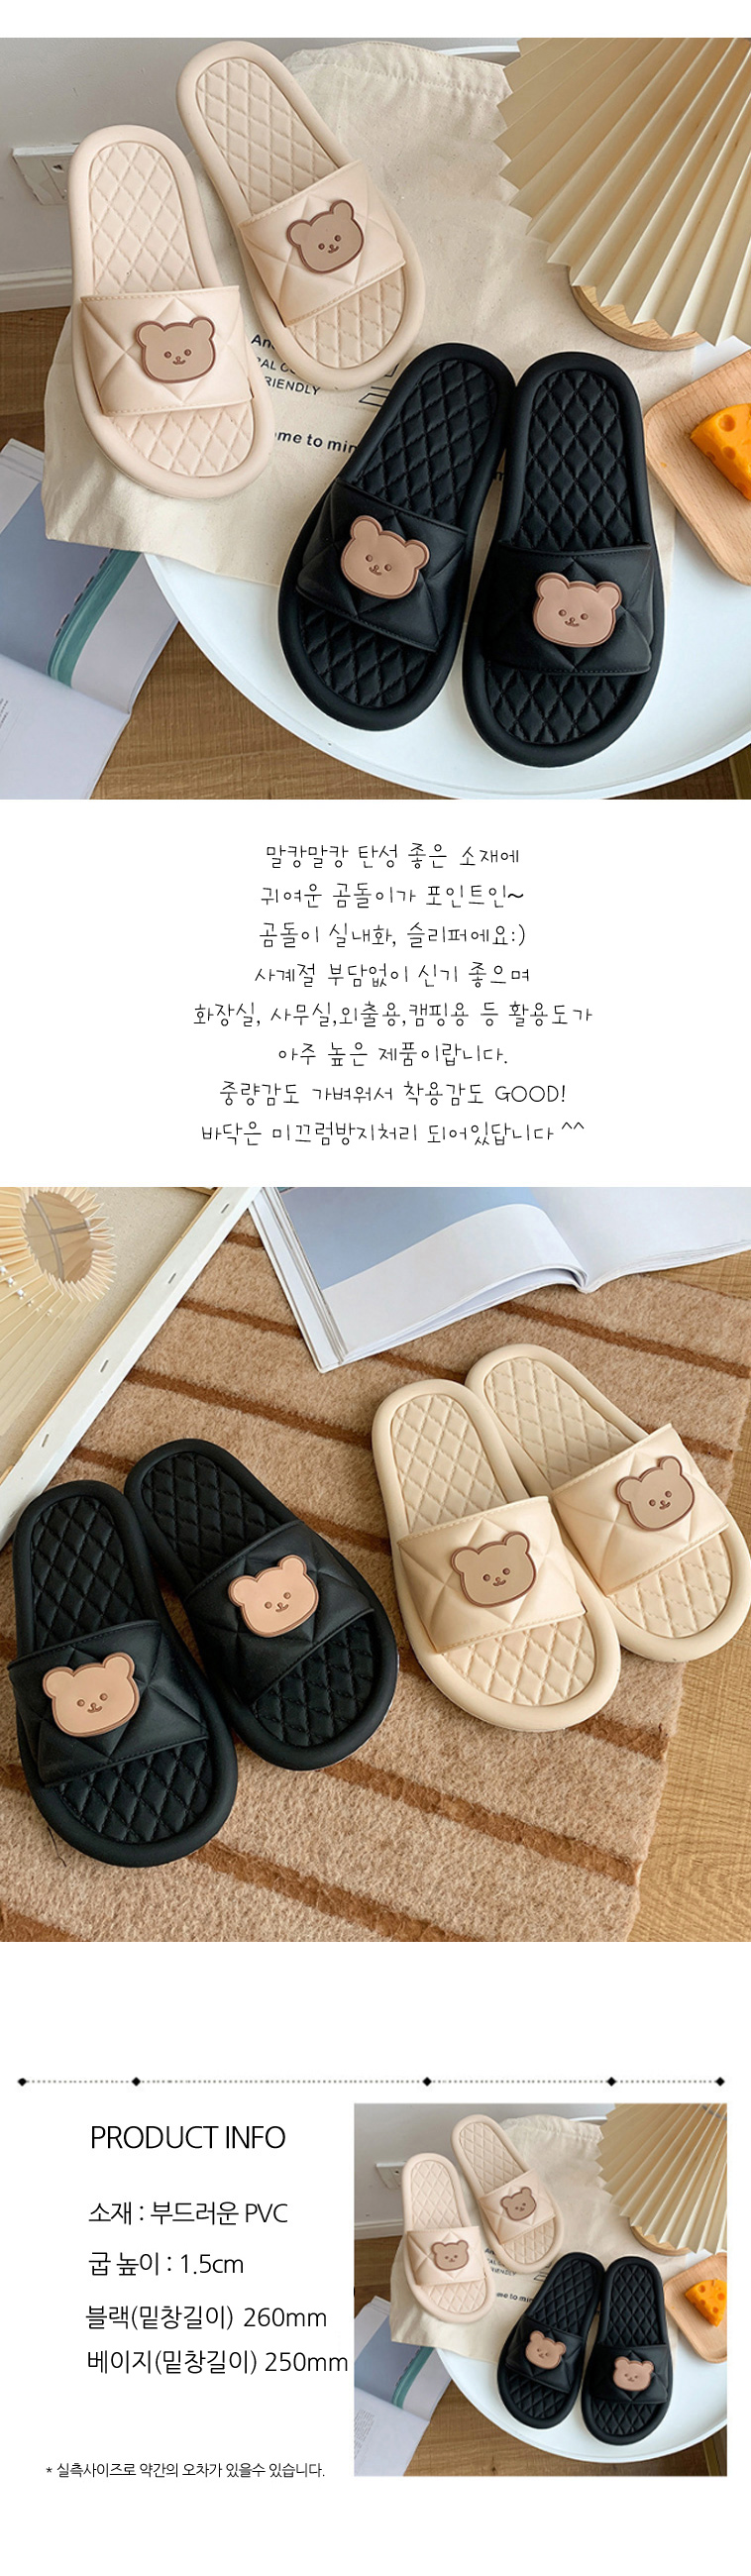 An
RAL CO
RIENDLY
me to min
말캉말캉 탄성 좋은 소재에
귀여운 곰돌이가 포인트인~
곰돌이 실내화, 슬리퍼에요:)
사계절 부담없이 신기 좋으며
화장실, 사무실,외출용,캠핑용 등 활용도가
아주 높은 제품이랍니다.
중량감도 가벼워서 착용감도 GOOD!
바닥은 미끄럼방지처리 되어있답니다 ^^
PRODUCT INFO
소재 : 부드러운 PVC
굽 높이 : 1.5cm
블랙(밑창길이) 260mm
베이지(밑창길이) 250mm
* 실측사이즈로 약간의 오차가 있을수 있습니다.